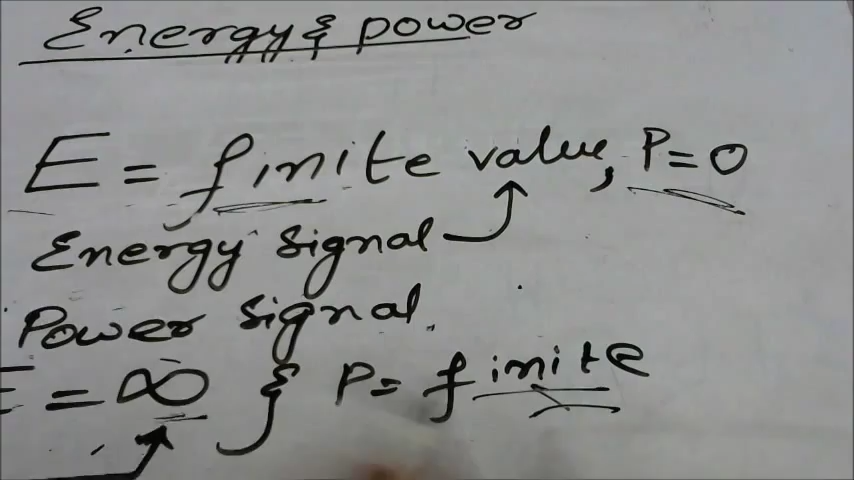 Energy & power
E = finite value, P = 0
Energy signal
Power signal.
E = ∞ & P = finite